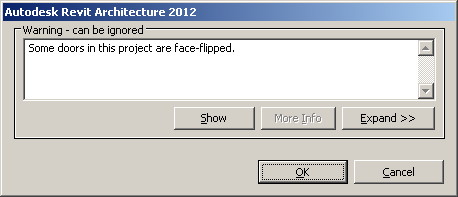 Autodesk Revit Architecture 2012
Warning - can be ignored
Some doors in this project are face-flipped.
Show More Info Expand >>
OK Cancel